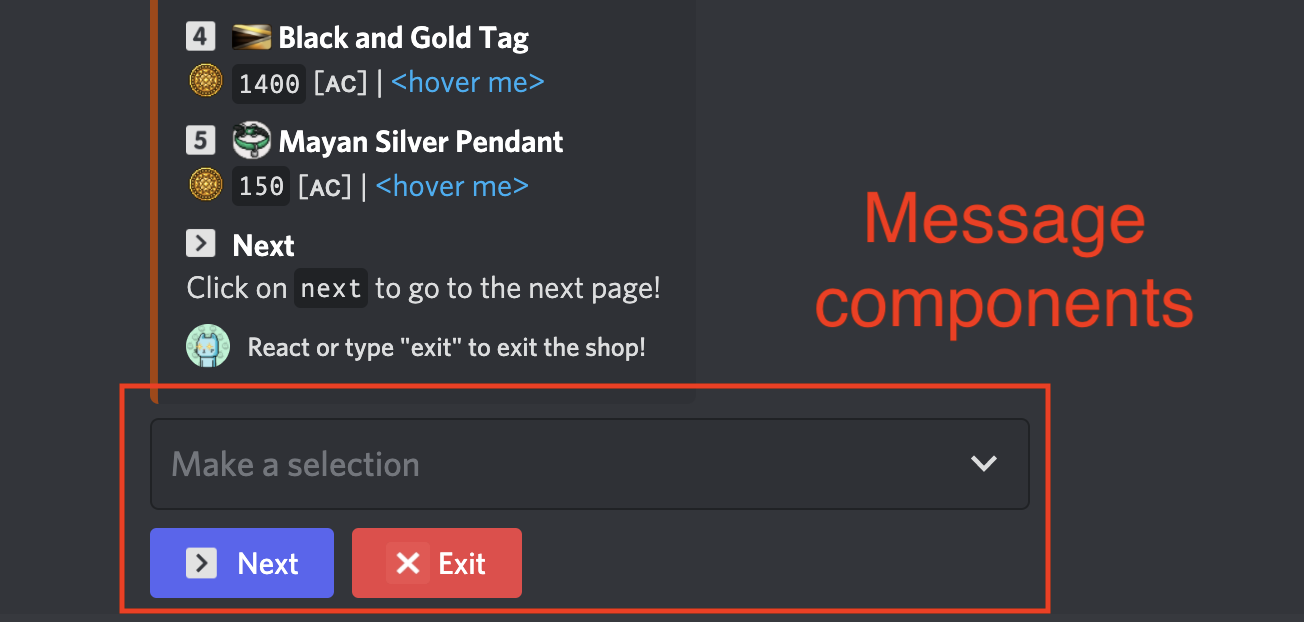 4 Black and Gold Tag
1400 [AC] | <hover me>
5 Mayan Silver Pendant
150 [AC] | <hover me>
> Next
Click on next to go to the next page!
React or type "exit" to exit the shop!
Message
components
Make a selection
> Next
Exit